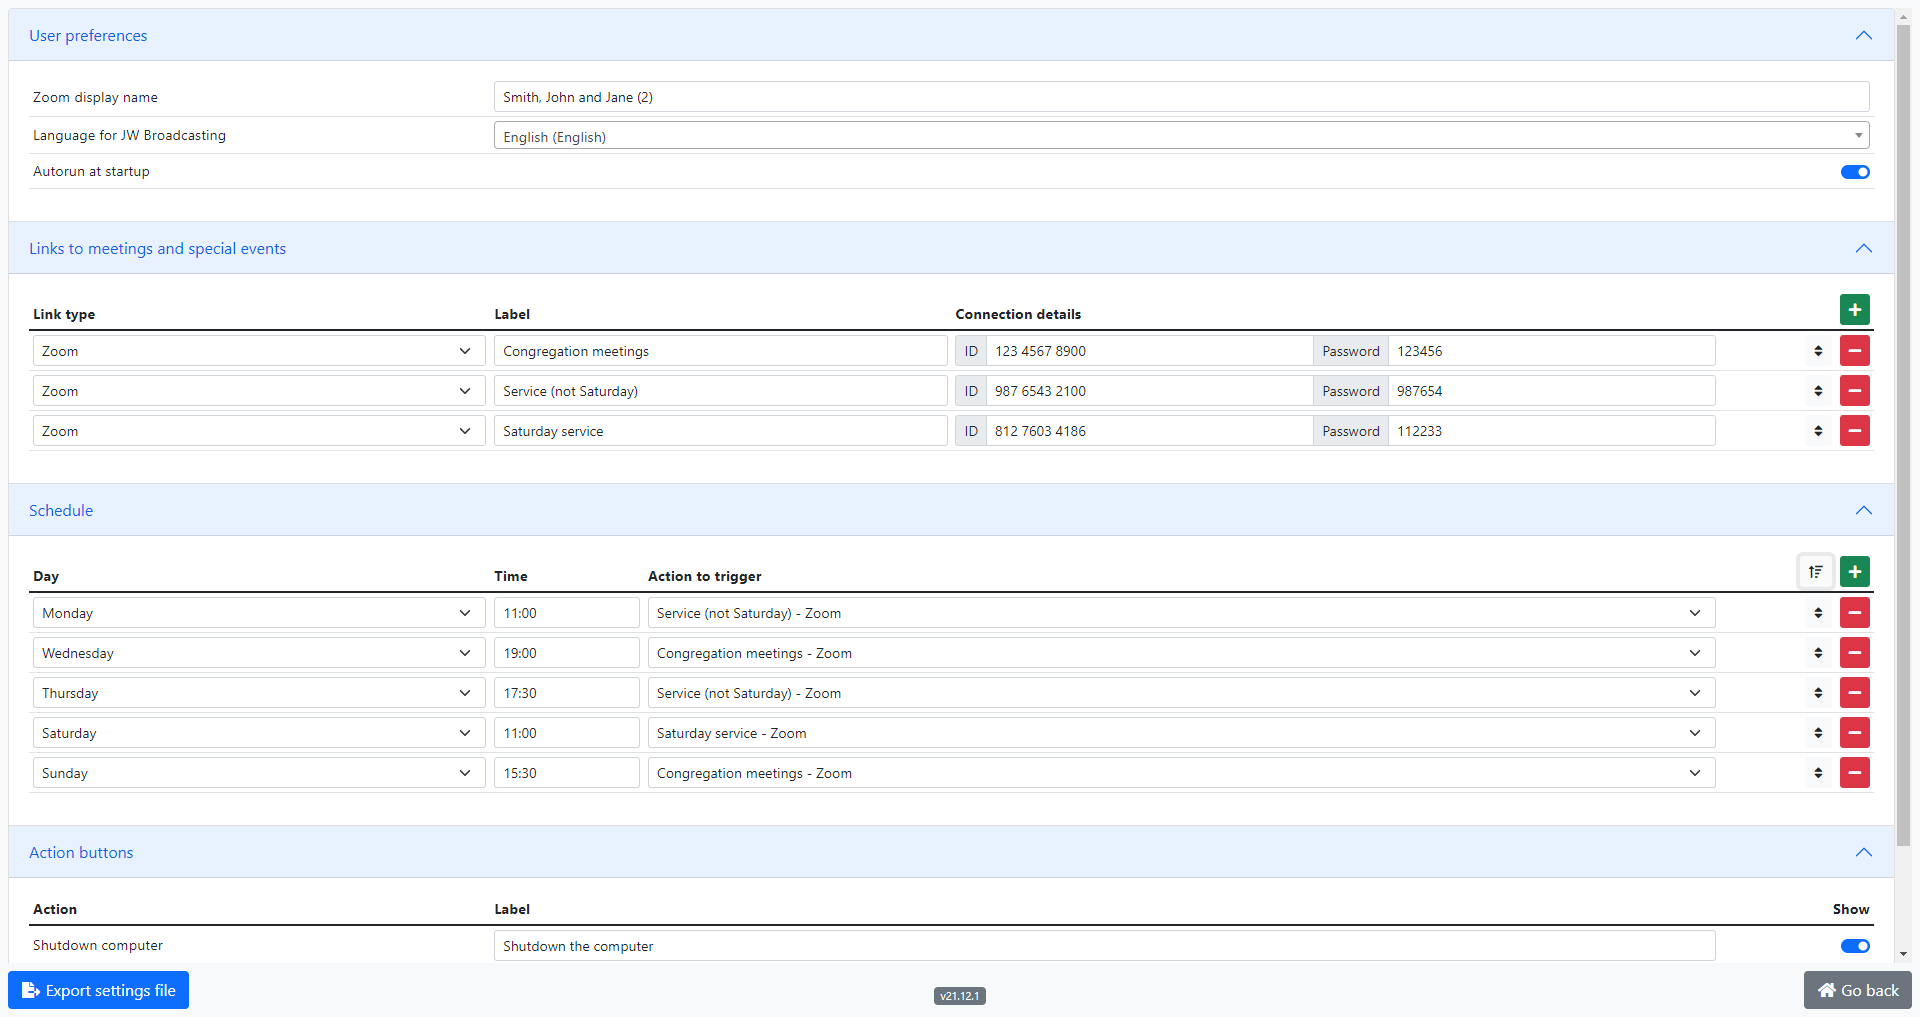 User preferences
Zoom display name Smith, John and Jane (2)
Language for JW Broadcasting English (English)
Autorun at startup
Links to meetings and special events
Link type Label Connection details
Zoom Congregation meetings ID 123 4567 8900 Password 123456
Zoom Service (not Saturday) ID 987 6543 2100 Password 987654
Zoom Saturday service ID 812 7603 4186 Password 112233
Schedule
Day Time Action to trigger
Monday 11:00 Service (not Saturday) - Zoom
Wednesday 19:00 Congregation meetings - Zoom
Thursday 17:30 Service (not Saturday) - Zoom
Saturday 11:00 Saturday service - Zoom
Sunday 15:30 Congregation meetings - Zoom
Action buttons
Action Label Show
Shutdown computer Shutdown the computer
Export settings file v21.12.1 Go back